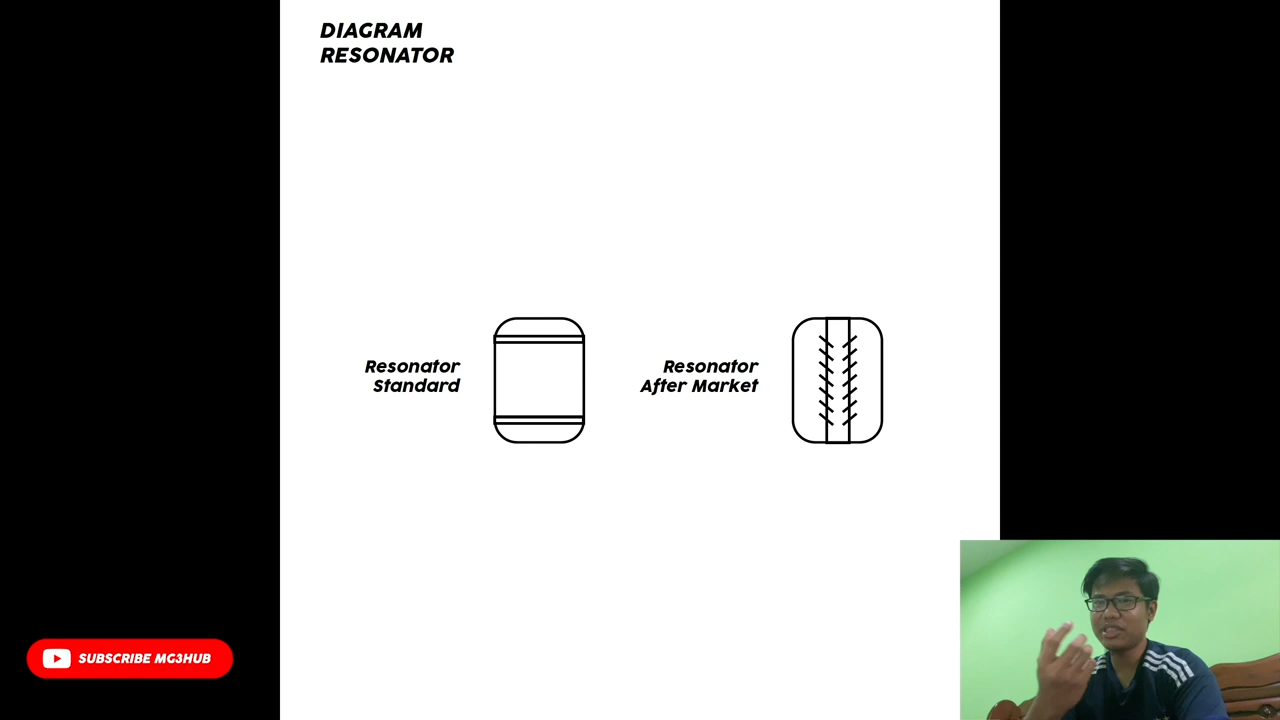 DIAGRAM
RESONATOR
Resonator
Standard
Resonator
After Market
SUBSCRIBE MG3HUB